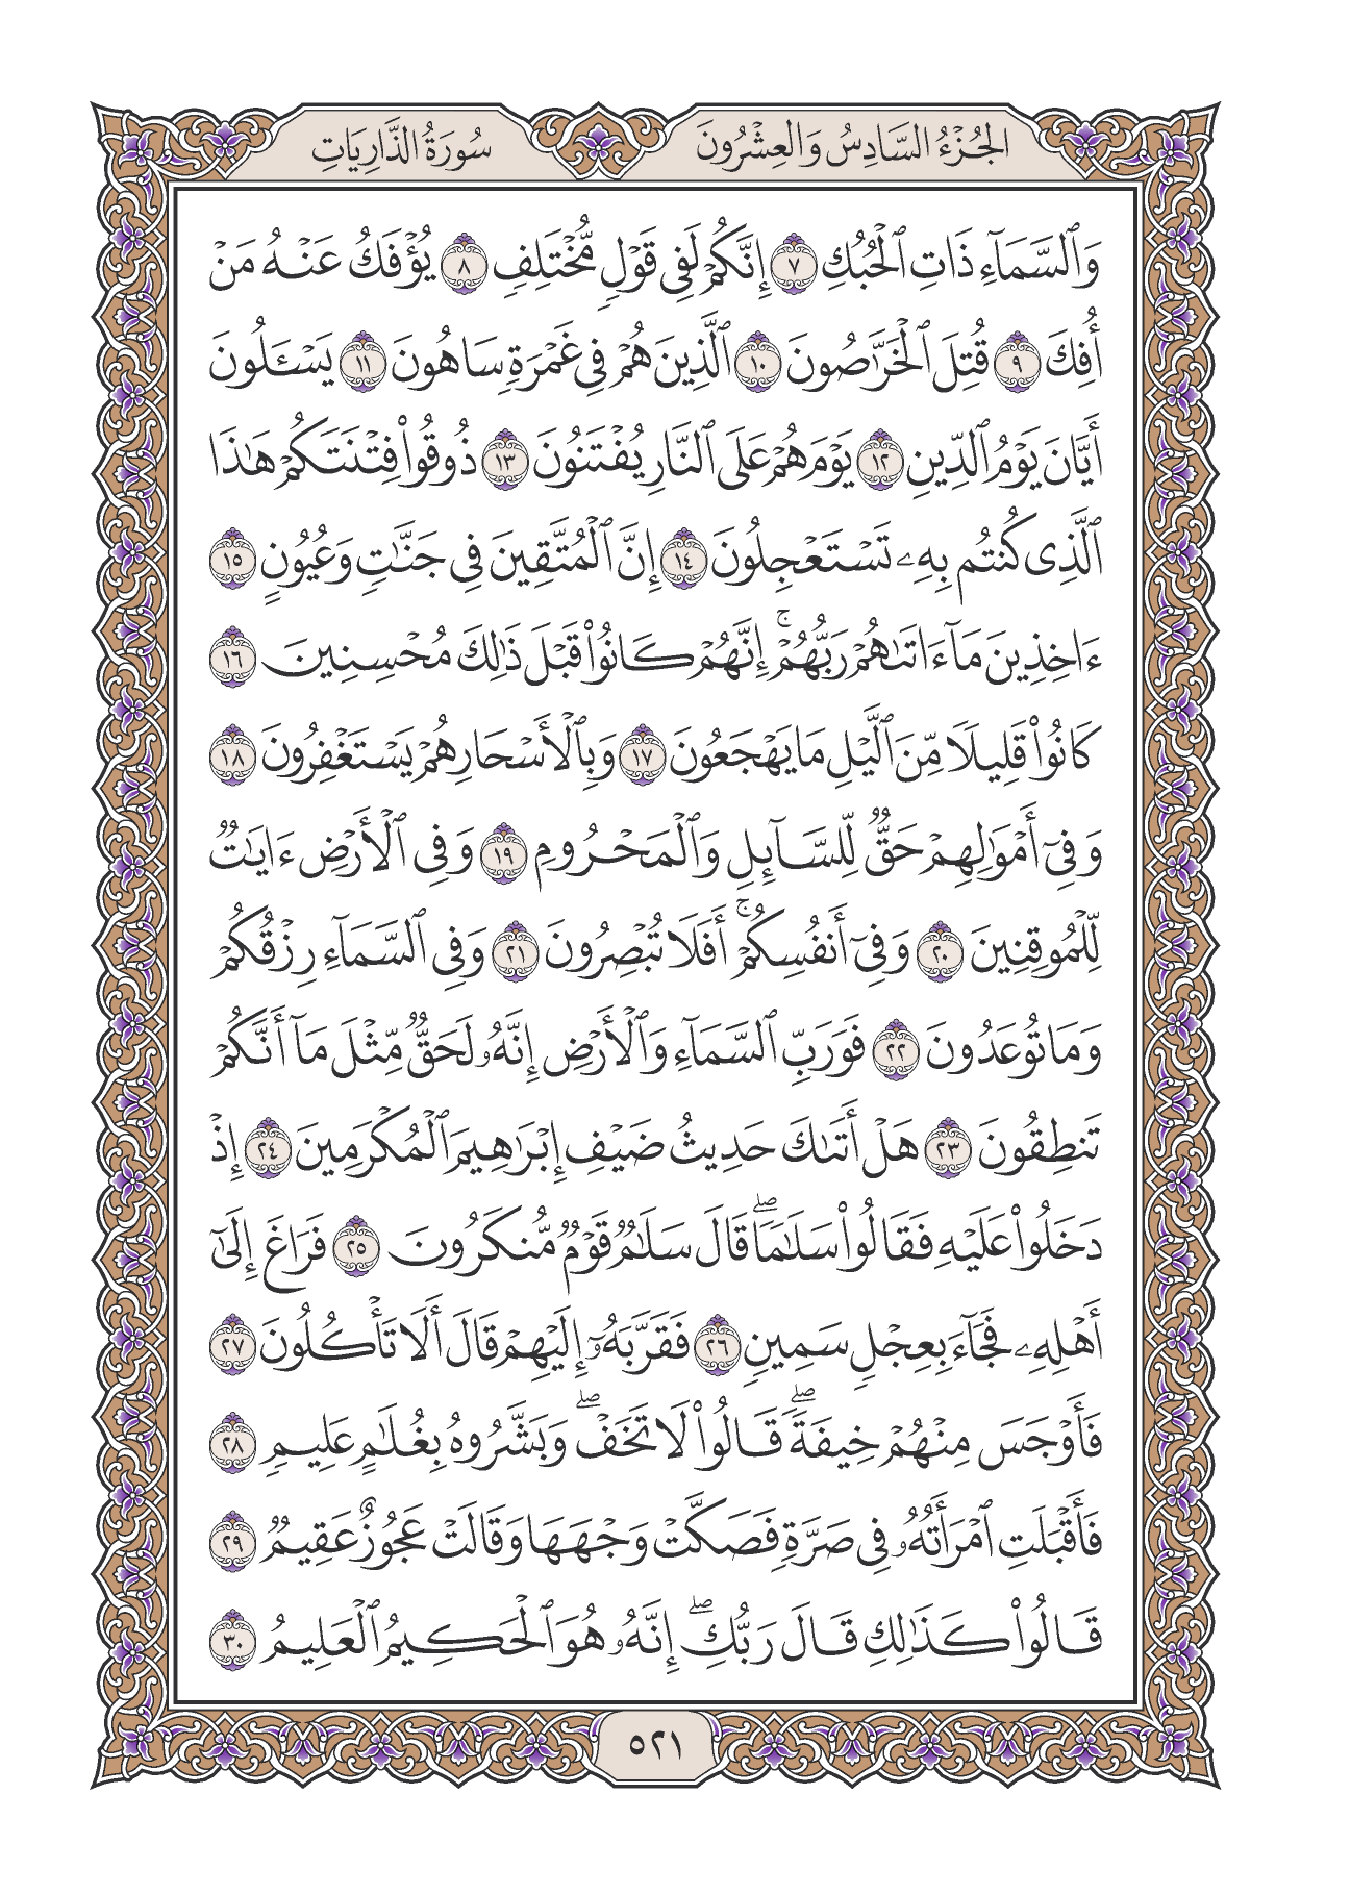 الجُزْءُ السَّادِسُ وَالعِشْرُونَ
سُورَةُ الذَّارِيَاتِ
وَٱلسَّمَآءِ ذَاتِ ٱلۡحُبُكِ ٧ إِنَّكُمۡ لَفِي قَوۡلٖ مُّخۡتَلِفٖ ٨ يُؤۡفَكُ عَنۡهُ مَنۡ
أُفِكَ ٩ قُتِلَ ٱلۡخَرَّٰصُونَ ١٠ ٱلَّذِينَ هُمۡ فِي غَمۡرَةٖ سَاهُونَ ١١ يَسۡـَٔلُونَ
أَيَّانَ يَوۡمُ ٱلدِّينِ ١٢ يَوۡمَ هُمۡ عَلَى ٱلنَّارِ يُفۡتَنُونَ ١٣ ذُوقُواْ فِتۡنَتَكُمۡ هَٰذَا
ٱلَّذِي كُنتُم بِهِۦ تَسۡتَعۡجِلُونَ ١٤ إِنَّ ٱلۡمُتَّقِينَ فِي جَنَّٰتٖ وَعُيُونٍ ١٥
ءَاخِذِينَ مَآ ءَاتَىٰهُمۡ رَبُّهُمۡۚ إِنَّهُمۡ كَانُواْ قَبۡلَ ذَٰلِكَ مُحۡسِنِينَ ١٦
كَانُواْ قَلِيلٗا مِّنَ ٱلَّيۡلِ مَا يَهۡجَعُونَ ١٧ وَبِٱلۡأَسۡحَارِ هُمۡ يَسۡتَغۡفِرُونَ ١٨
وَفِيٓ أَمۡوَٰلِهِمۡ حَقّٞ لِّلسَّآئِلِ وَٱلۡمَحۡرُومِ ١٩ وَفِي ٱلۡأَرۡضِ ءَايَٰتٞ
لِّلۡمُوقِنِينَ ٢٠ وَفِيٓ أَنفُسِكُمۡۚ أَفَلَا تُبۡصِرُونَ ٢١ وَفِي ٱلسَّمَآءِ رِزۡقُكُمۡ
وَمَا تُوعَدُونَ ٢٢ فَوَرَبِّ ٱلسَّمَآءِ وَٱلۡأَرۡضِ إِنَّهُۥ لَحَقّٞ مِّثۡلَ مَآ أَنَّكُمۡ
تَنطِقُونَ ٢٣ هَلۡ أَتَىٰكَ حَدِيثُ ضَيۡفِ إِبۡرَٰهِيمَ ٱلۡمُكۡرَمِينَ ٢٤ إِذۡ
دَخَلُواْ عَلَيۡهِ فَقَالُواْ سَلَٰمٗاۖ قَالَ سَلَٰمٞ قَوۡمٞ مُّنكَرُونَ ٢٥ فَرَاغَ إِلَىٰٓ
أَهۡلِهِۦ فَجَآءَ بِعِجۡلٖ سَمِينٖ ٢٦ فَقَرَّبَهُۥٓ إِلَيۡهِمۡ قَالَ أَلَا تَأۡكُلُونَ ٢٧
فَأَوۡجَسَ مِنۡهُمۡ خِيفَةٗۖ قَالُواْ لَا تَخَفۡۖ وَبَشَّرُوهُ بِغُلَٰمٍ عَلِيمٖ ٢٨
فَأَقۡبَلَتِ ٱمۡرَأَتُهُۥ فِي صَرَّةٖ فَصَكَّتۡ وَجۡهَهَا وَقَالَتۡ عَجُوزٌ عَقِيمٞ ٢٩
قَالُواْ كَذَٰلِكِ قَالَ رَبُّكِۖ إِنَّهُۥ هُوَ ٱلۡحَكِيمُ ٱلۡعَلِيمُ ٣٠
٥٢١